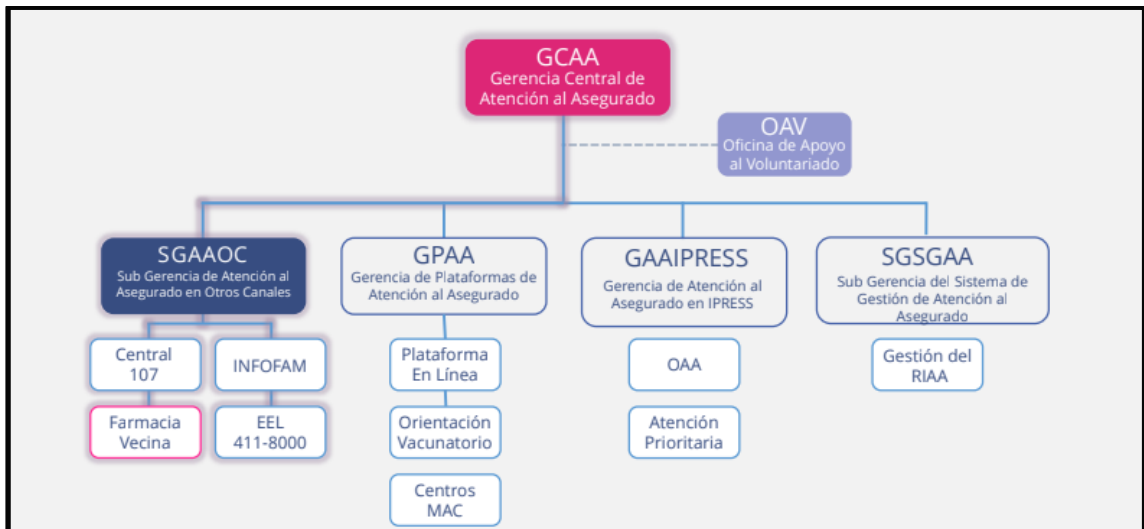 GCAA
Gerencia Central de
Atención al Asegurado
OAV
Oficina de Apoyo
al Voluntariado
SGAAOC
Sub Gerencia de Atención al
Asegurado en Otros Canales
GPAA
Gerencia de Plataformas de
Atención al Asegurado
GAAIPRESS
Gerencia de Atención al
Asegurado en IPRESS
SGSGAA
Sub Gerencia del Sistema de
Gestión de Atención al
Asegurado
Central
107
INFOFAM
Plataforma
En Línea
OAA
Gestión del
RIAA
Farmacia
Vecina
EEL
411-8000
Orientación
Vacunatorio
Atención
Prioritaria
Centros
MAC